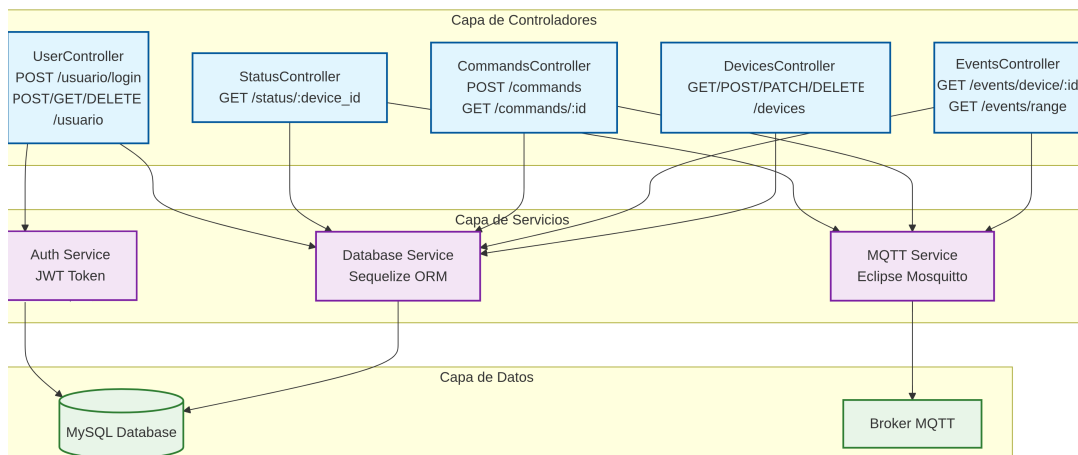 Capa de Controladores
UserController
POST /usuario/login
POST/GET/DELETE
/usuario
StatusController
GET /status/:device_id
CommandsController
POST /commands
GET /commands/:id
DevicesController
GET/POST/PATCH/DELETE
/devices
EventsController
GET /events/device/:id
GET /events/range
Capa de Servicios
Auth Service
JWT Token
Database Service
Sequelize ORM
MQTT Service
Eclipse Mosquitto
Capa de Datos
MySQL Database
Broker MQTT